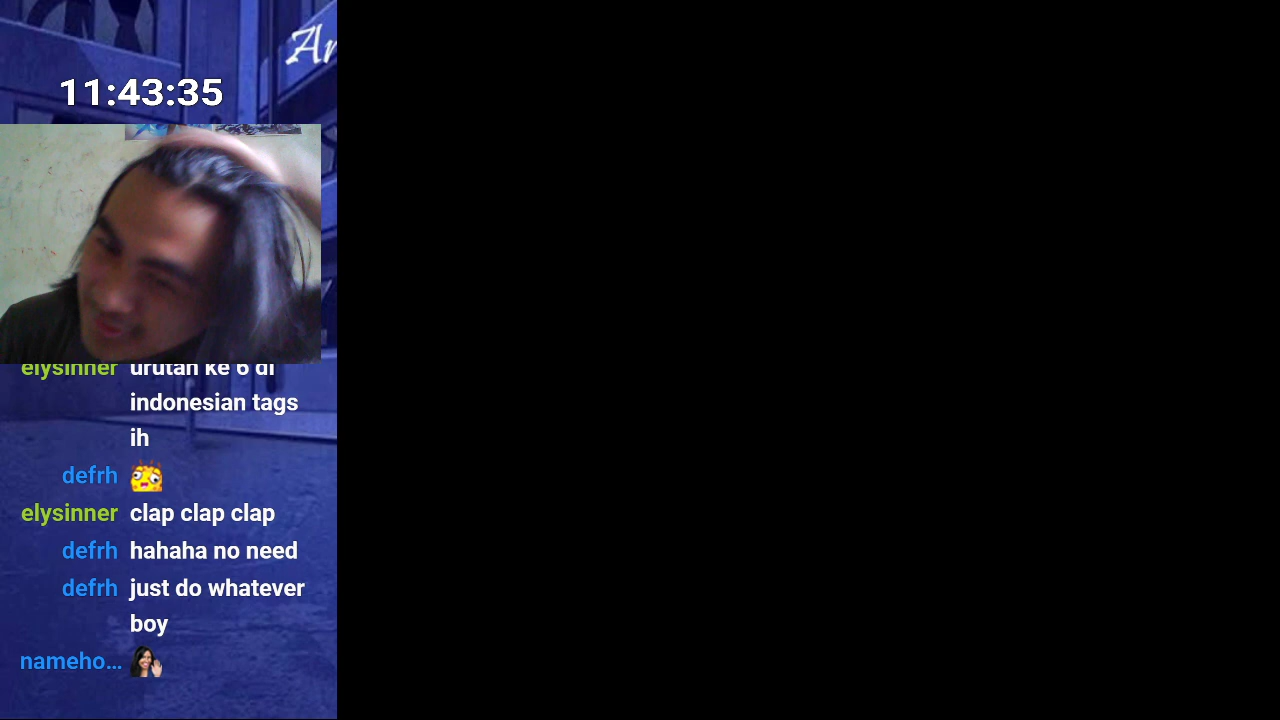 Ar
11:43:35
elysinner urutan ke 6 di
indonesian tags
ih
defrh
elysinner clap clap clap
defrh hahaha no need
defrh just do whatever
boy
nameho…